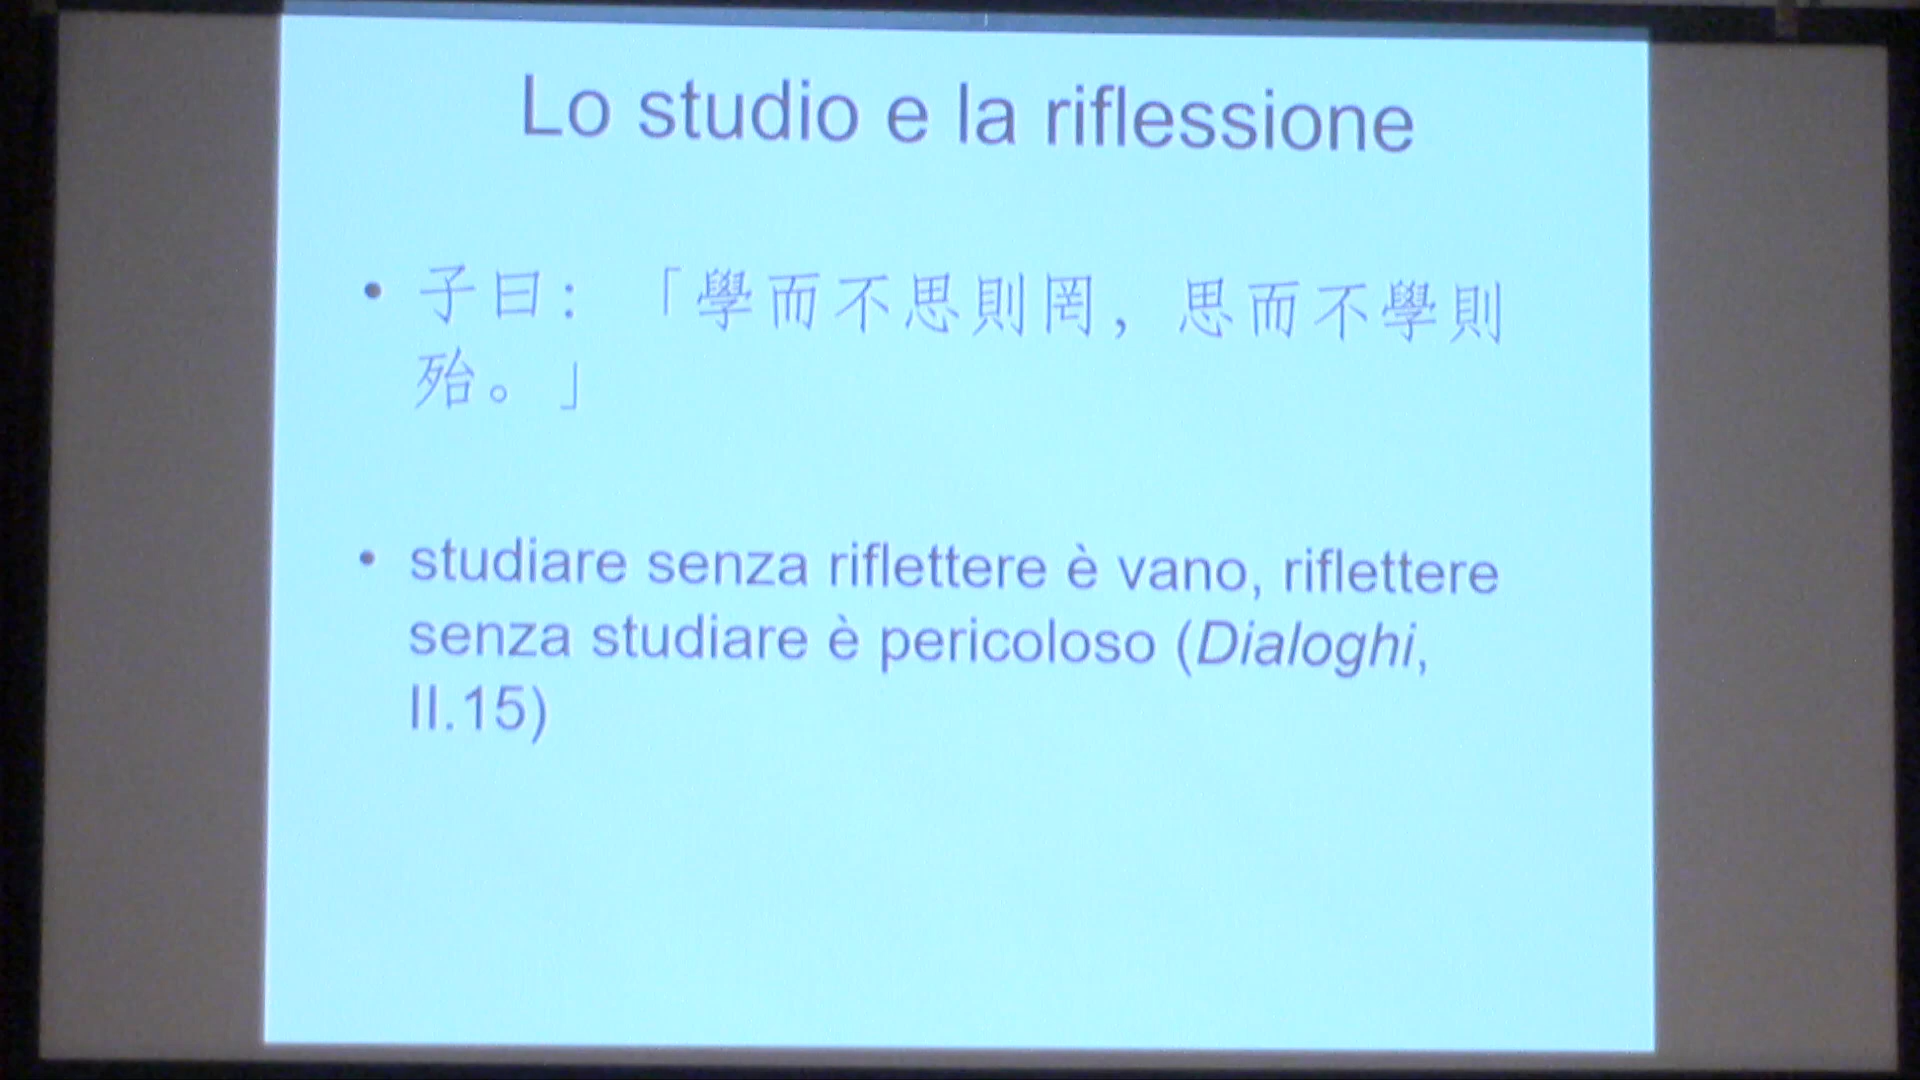 Lo studio e la riflessione
• 子曰：「學而不思則罔，思而不學則
殆。」
• studiare senza riflettere è vano, riflettere
senza studiare è pericoloso (Dialoghi,
II.15)